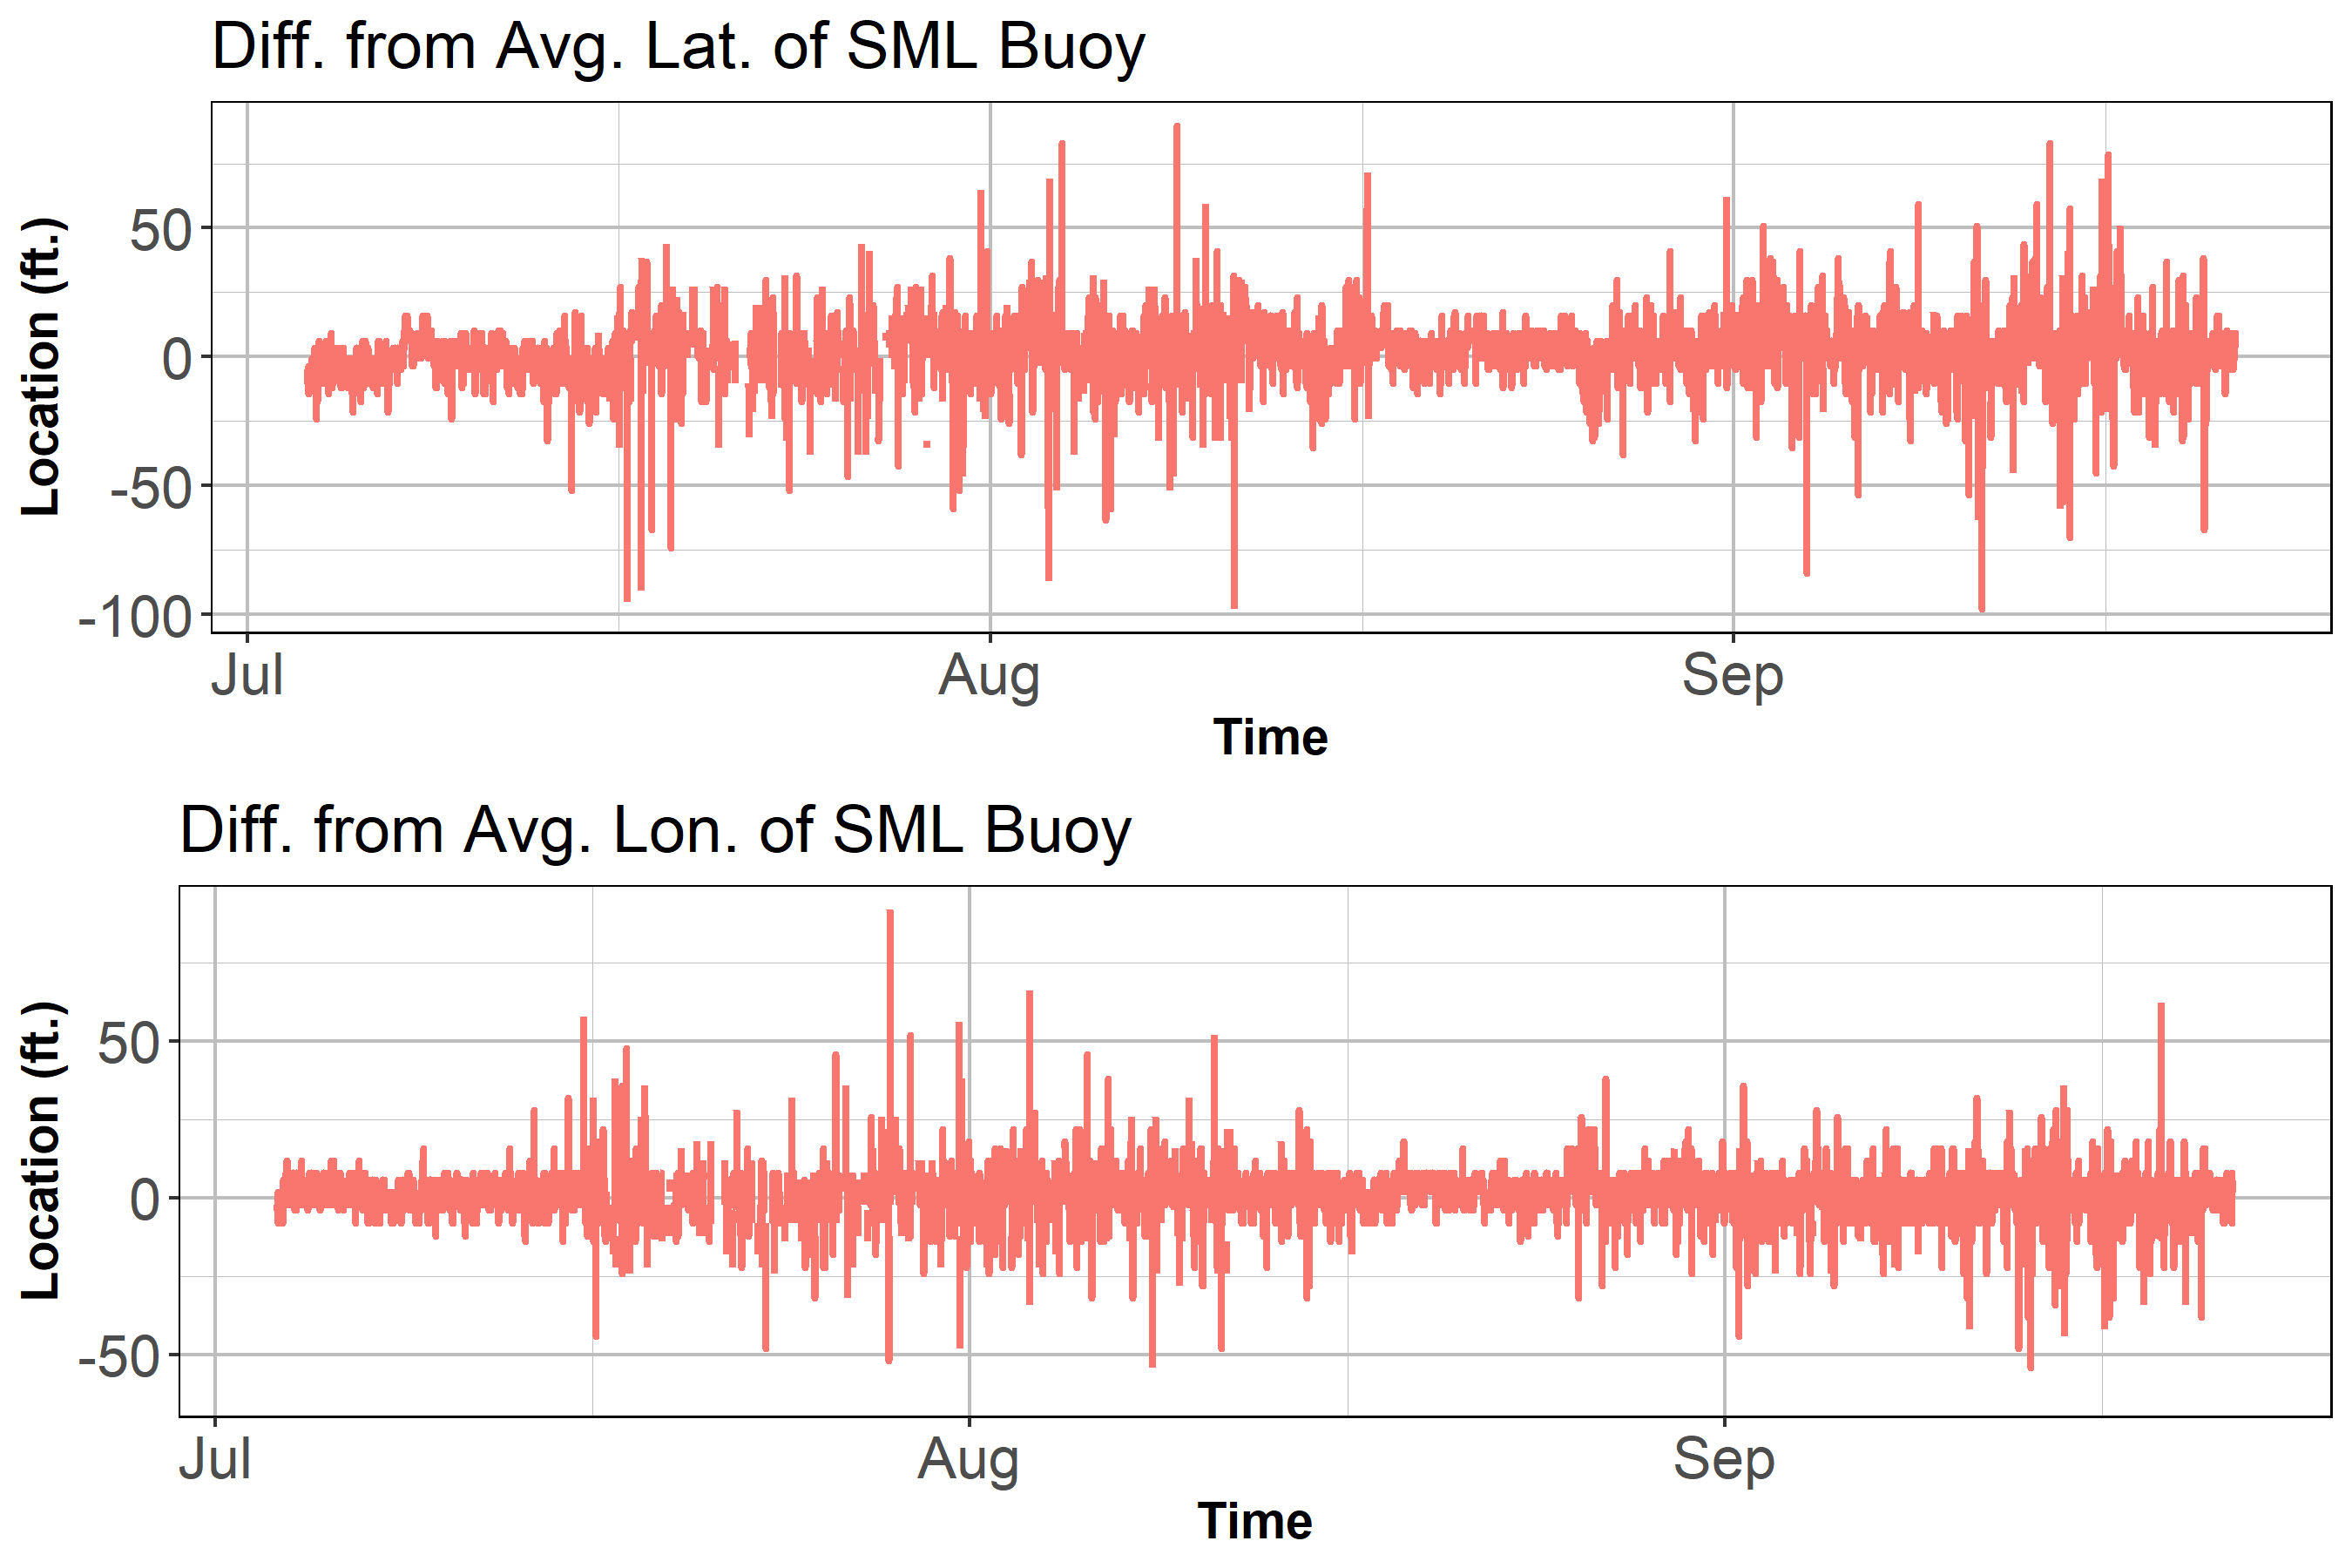 Diff. from Avg. Lat. of SML Buoy
Location (ft.)
50
0
-50
-100
Jul Aug Sep
Time
Diff. from Avg. Lon. of SML Buoy
Location (ft.)
50
0
-50
Jul Aug Sep
Time